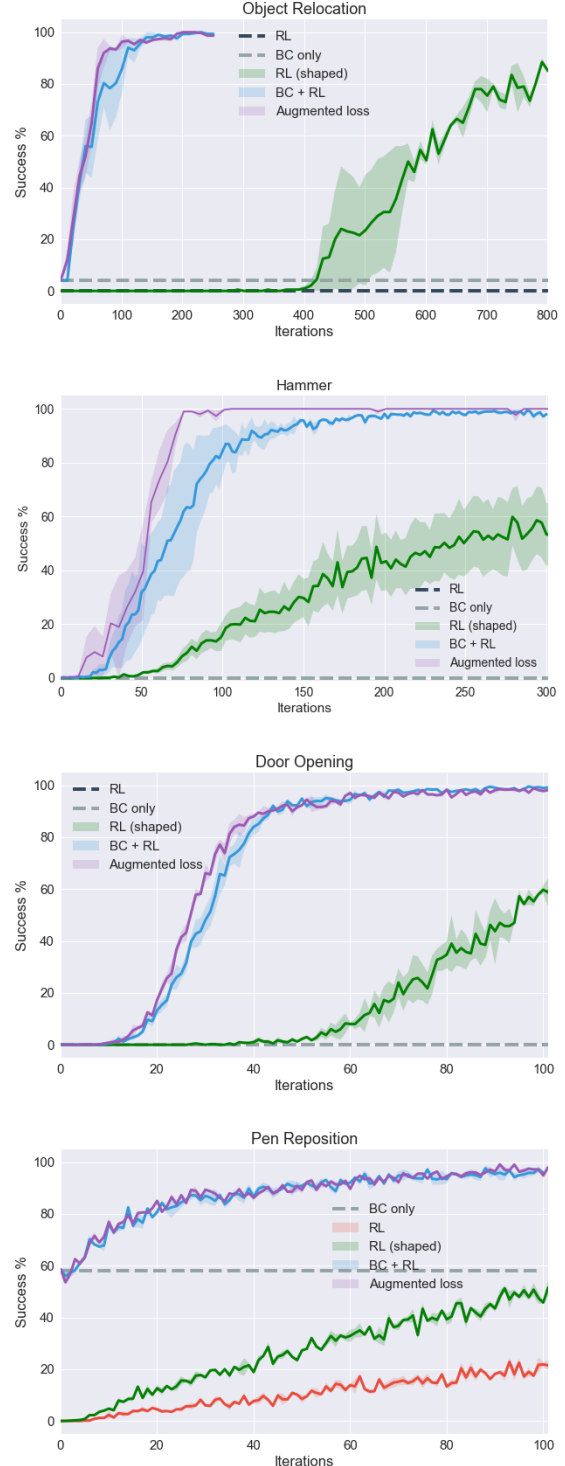 Object Relocation
100
80
60
40
20
0
Success %
RL
BC only
RL (shaped)
BC + RL
Augmented loss
0 100 200 300 400 500 600 700 800
Iterations
Hammer
100
80
60
40
20
0
Success %
RL
BC only
RL (shaped)
BC + RL
Augmented loss
0 50 100 150 200 250 300
Iterations
Door Opening
100
80
60
40
20
0
Success %
RL
BC only
RL (shaped)
BC + RL
Augmented loss
0 20 40 60 80 100
Iterations
Pen Reposition
100
80
60
40
20
0
Success %
BC only
RL
RL (shaped)
BC + RL
Augmented loss
0 20 40 60 80 100
Iterations